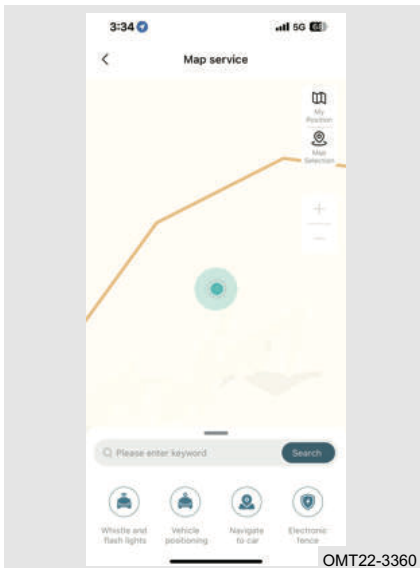 3:34
5G
Map service
My
Position
Map
Selection
Please enter keyword
Search
Whistle and
flash lights
Vehicle
positioning
Navigate
to car
Electronic
fence
OMT22-3360